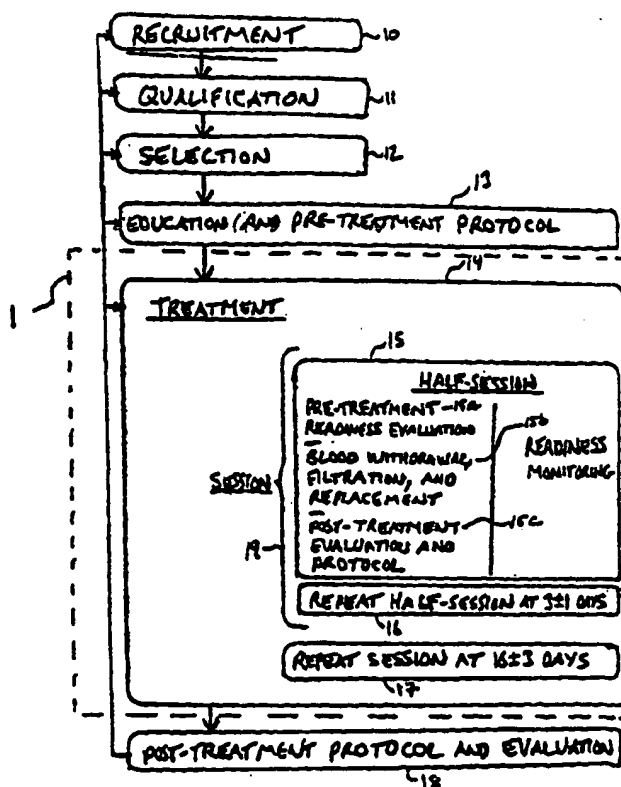 RECRUITMENT 10
QUALIFICATION 11
SELECTION 12
13
EDUCATION (AND) PRE-TREATMENT PROTOCOL
14
1
TREATMENT
15
HALF-SESSION
PRE-TREATMENT 15a
READINESS EVALUATION
15b
BLOOD WITHDRAWAL,
FILTRATION, AND
REPLACEMENT
READINESS
MONITORING
SESSION
POST-TREATMENT 15c
EVALUATION AND
PROTOCOL
19
REPEAT HALF-SESSION AT 3±1 DAYS
16
REPEAT SESSION AT 16±3 DAYS
17
POST-TREATMENT PROTOCOL AND EVALUATION
18